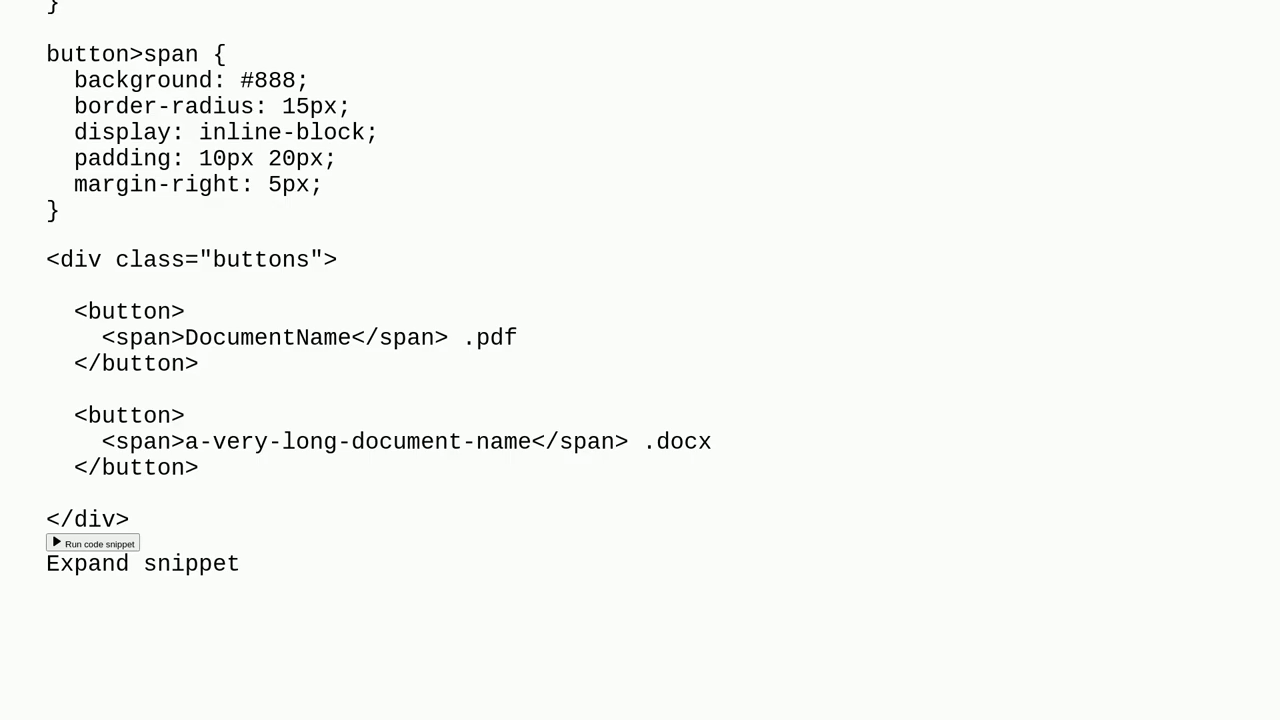 }
button>span {
  background: #888;
  border-radius: 15px;
  display: inline-block;
  padding: 10px 20px;
  margin-right: 5px;
}
<div class="buttons">
  <button>
    <span>DocumentName</span> .pdf
  </button>
  <button>
    <span>a-very-long-document-name</span> .docx
  </button>
</div>
Run code snippet
Expand snippet